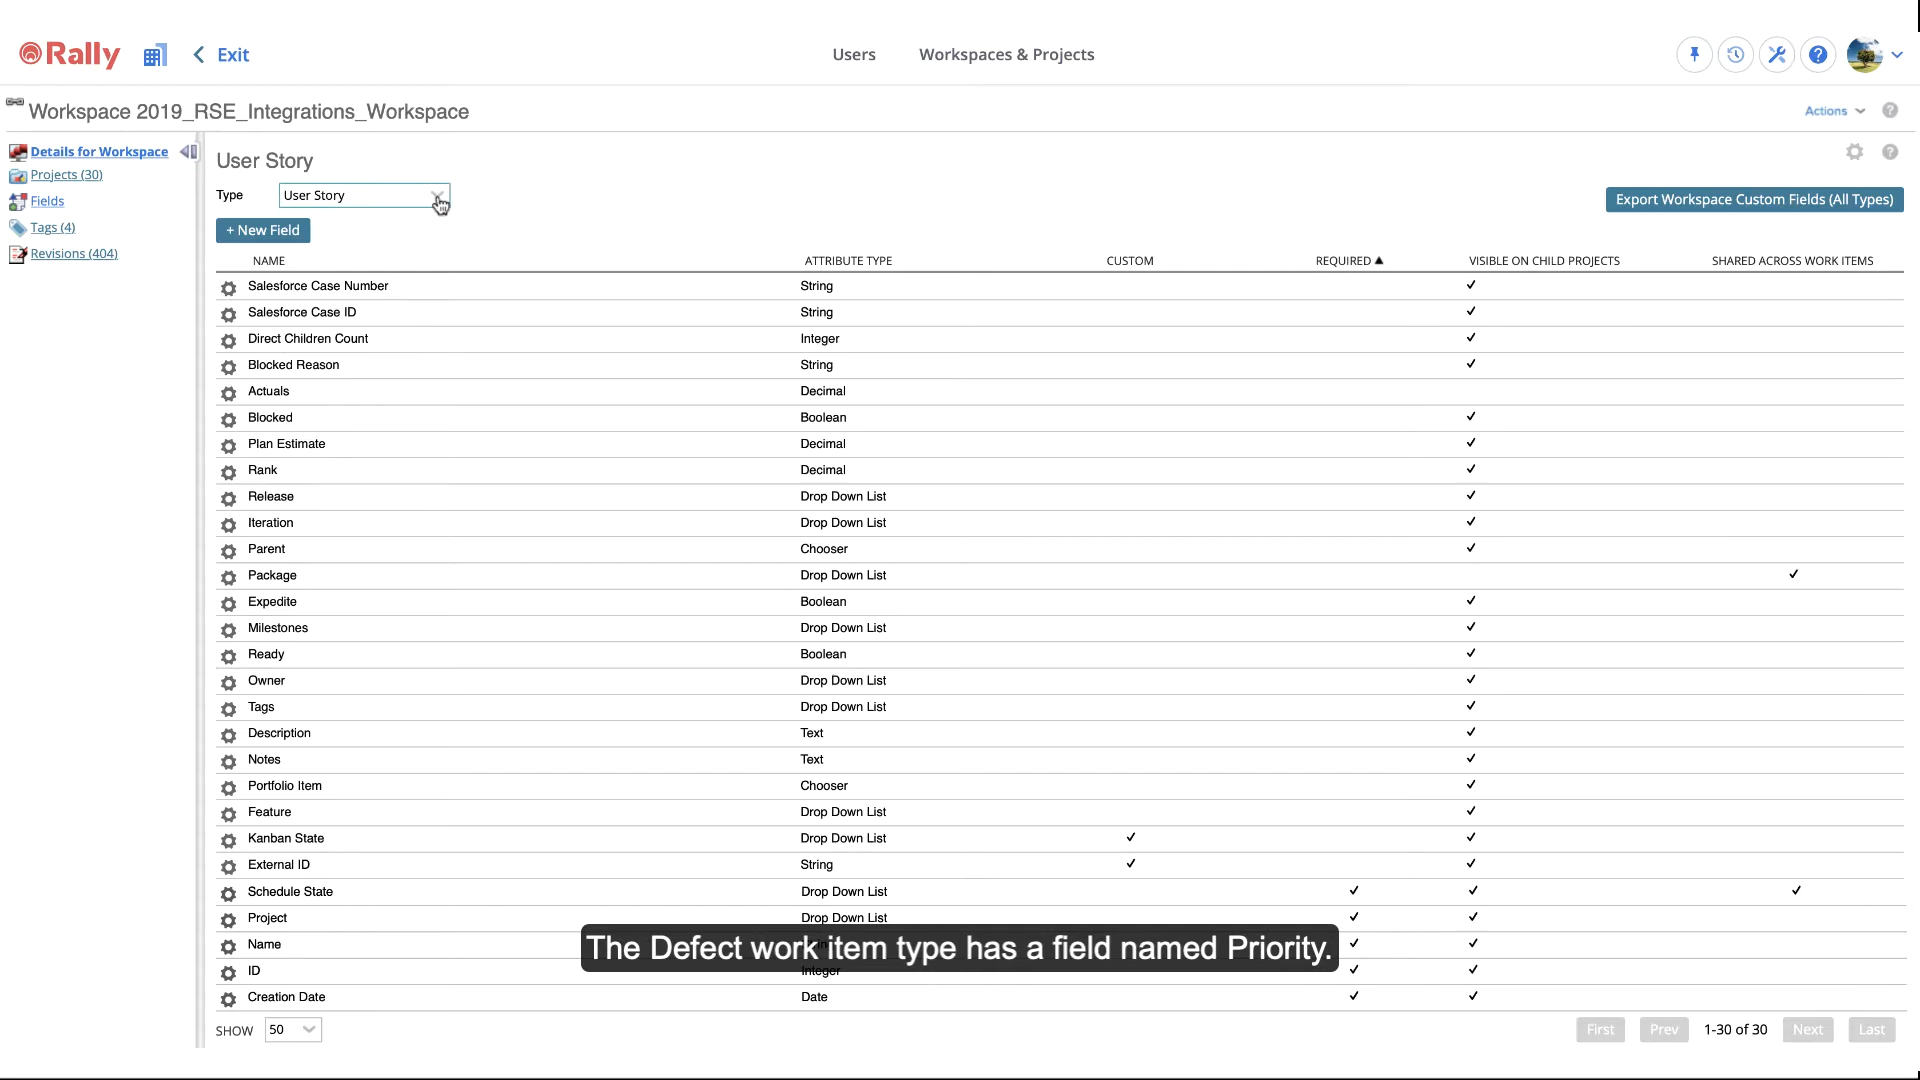 Rally
Exit
Users
Workspaces & Projects
Workspace 2019_RSE_Integrations_Workspace
Actions
Details for Workspace
Projects (30)
Fields
Tags (4)
Revisions (404)
User Story
Type
User Story
Export Workspace Custom Fields (All Types)
+ New Field
NAME ATTRIBUTE TYPE CUSTOM REQUIRED ▲ VISIBLE ON CHILD PROJECTS SHARED ACROSS WORK ITEMS
Salesforce Case Number String ✓
Salesforce Case ID String ✓
Direct Children Count Integer ✓
Blocked Reason String ✓
Actuals Decimal
Blocked Boolean ✓
Plan Estimate Decimal ✓
Rank Decimal ✓
Release Drop Down List ✓
Iteration Drop Down List ✓
Parent Chooser ✓
Package Drop Down List ✓
Expedite Boolean ✓
Milestones Drop Down List ✓
Ready Boolean ✓
Owner Drop Down List ✓
Tags Drop Down List ✓
Description Text ✓
Notes Text ✓
Portfolio Item Chooser ✓
Feature Drop Down List ✓
Kanban State Drop Down List ✓ ✓
External ID String ✓ ✓
Schedule State Drop Down List ✓ ✓ ✓
Project Drop Down List ✓ ✓
Name ✓ ✓
The Defect work item type has a field named Priority.
ID Integer ✓ ✓
Creation Date Date ✓ ✓
SHOW 50
First Prev 1-30 of 30 Next Last